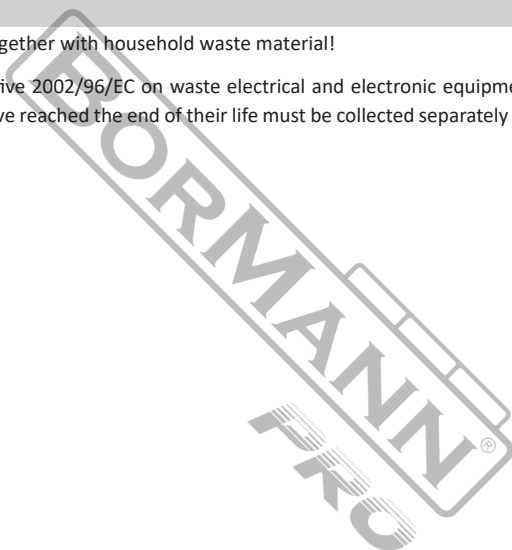 gether with household waste material!
ive 2002/96/EC on waste electrical and electronic equipme
ve reached the end of their life must be collected separately
BORMANN®
PRO